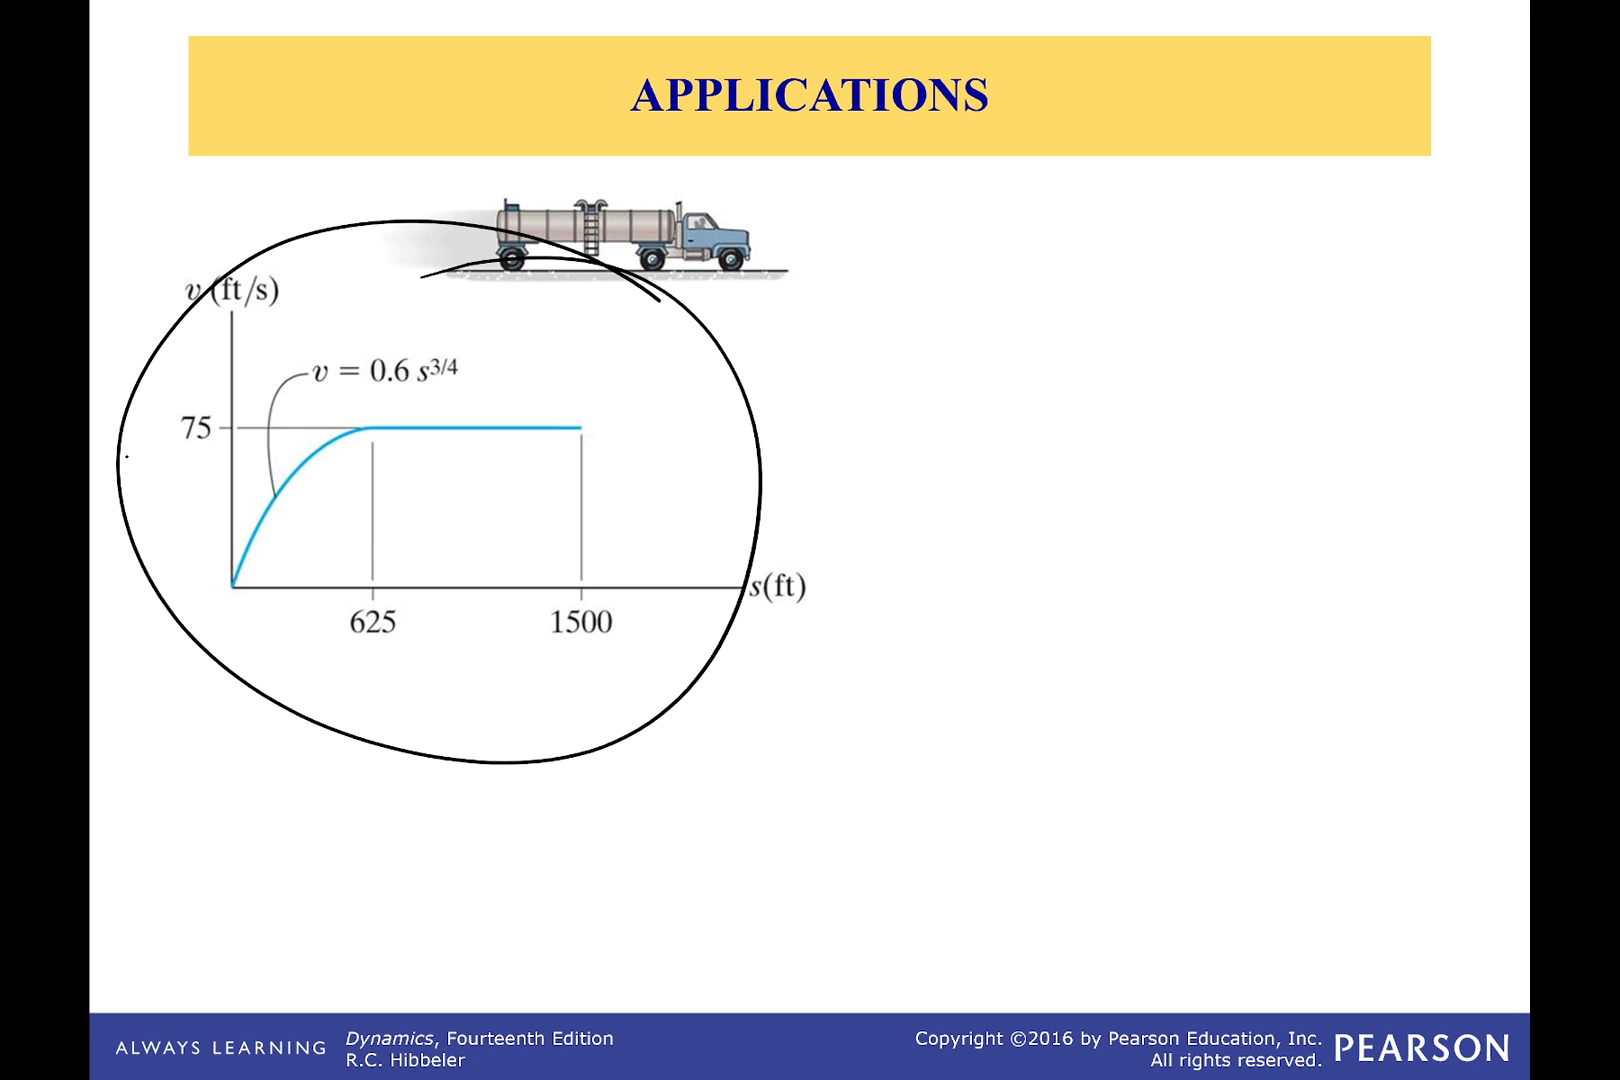 APPLICATIONS
v (ft/s)
v = 0.6 s^{3/4}
75
s(ft)
625 1500
ALWAYS LEARNING
Dynamics, Fourteenth Edition
R.C. Hibbeler
Copyright ©2016 by Pearson Education, Inc.
All rights reserved.
PEARSON